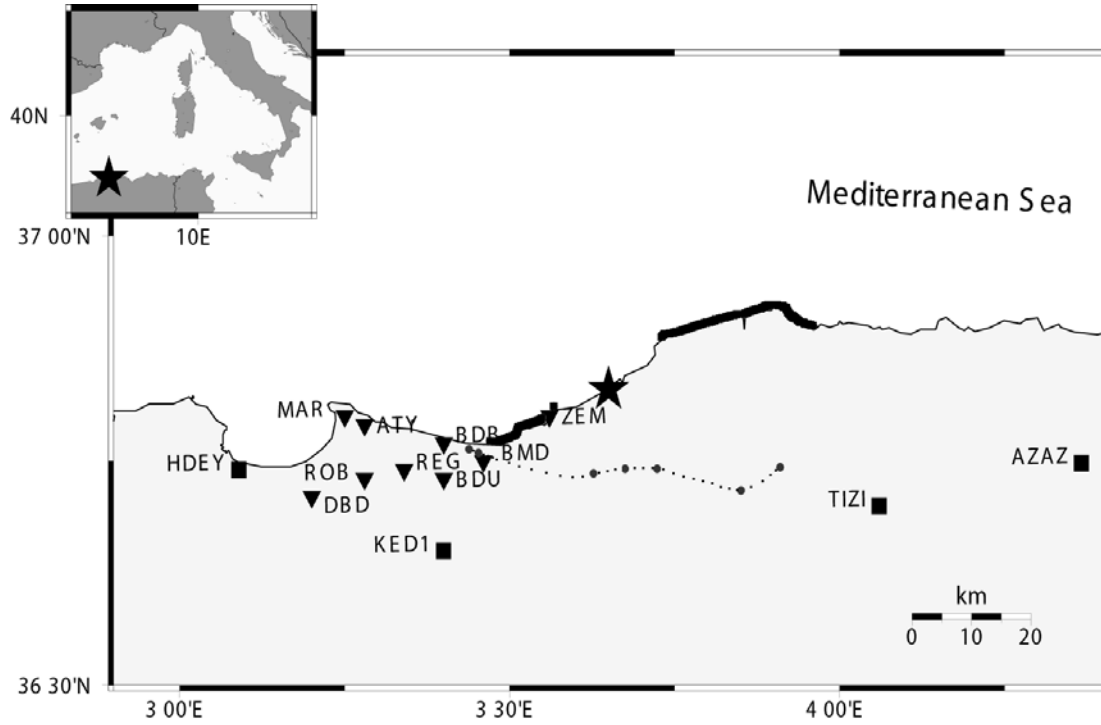 40N
10E
Mediterranean Sea
37 00'N
MAR
ATY
ZEM
BDB
BMD
HDEY
ROB
REG
BDU
AZAZ
DBD
TIZI
KED1
km
0 10 20
36 30'N
3 00'E
3 30'E
4 00'E